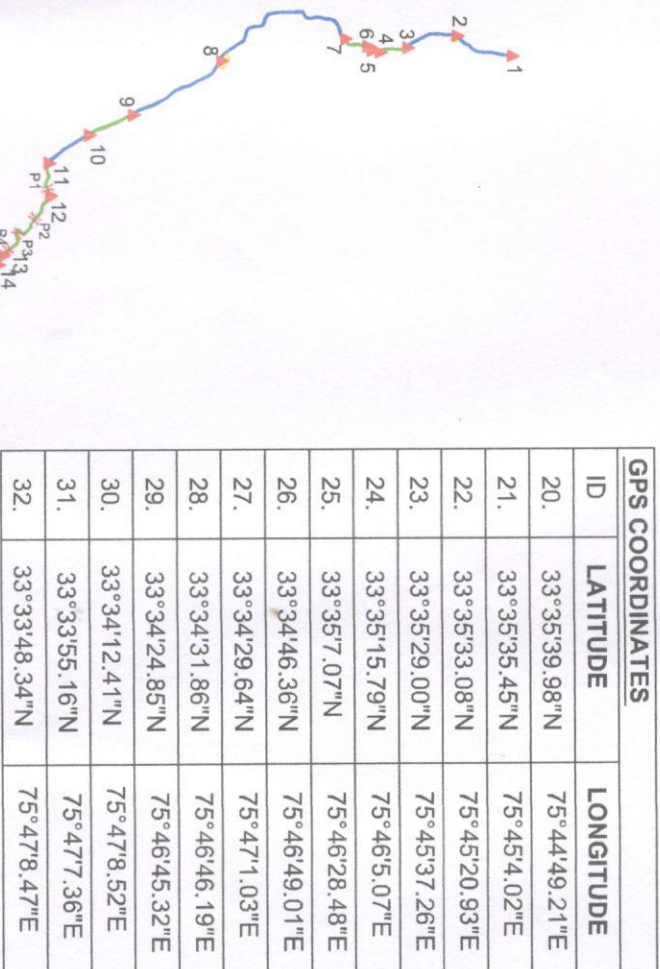 1
2
3
4
6
5
7
8
9
10
11
P1
12
P2
P3
13
14
GPS COORDINATES
ID LATITUDE LONGITUDE
20. 33°35'39.98"N 75°44'49.21"E
21. 33°35'35.45"N 75°45'4.02"E
22. 33°35'33.08"N 75°45'20.93"E
23. 33°35'29.00"N 75°45'37.26"E
24. 33°35'15.79"N 75°46'5.07"E
25. 33°35'7.07"N 75°46'28.48"E
26. 33°34'46.36"N 75°46'49.01"E
27. 33°34'29.64"N 75°47'1.03"E
28. 33°34'31.86"N 75°46'46.19"E
29. 33°34'24.85"N 75°46'45.32"E
30. 33°34'12.41"N 75°47'8.52"E
31. 33°33'55.16"N 75°47'7.36"E
32. 33°33'48.34"N 75°47'8.47"E